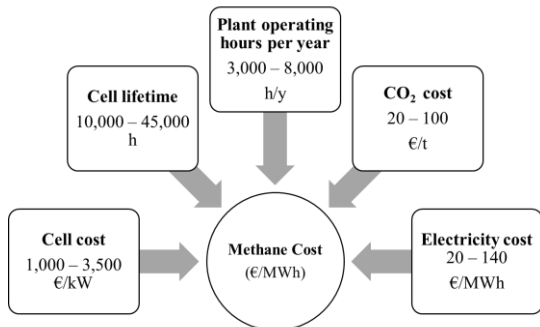 Plant operating
hours per year
3,000 – 8,000
h/y
Cell lifetime
10,000 – 45,000
h
CO₂ cost
20 – 100
€/t
Cell cost
1,000 – 3,500
€/kW
Methane Cost
(€/MWh)
Electricity cost
20 – 140
€/MWh